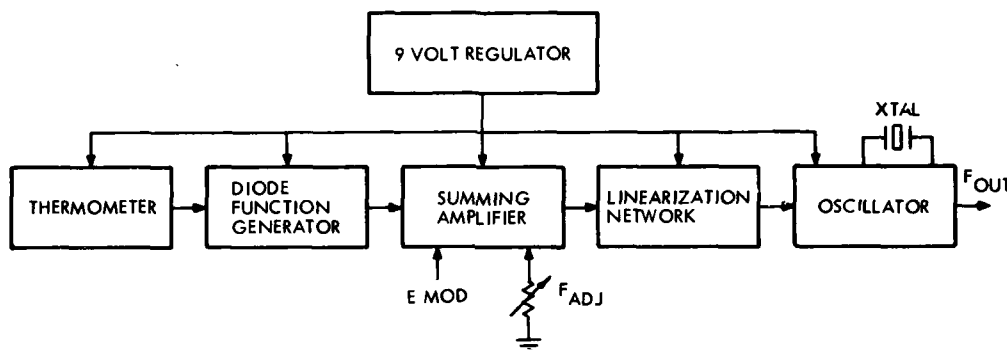 9 VOLT REGULATOR
XTAL
THERMOMETER
DIODE
FUNCTION
GENERATOR
SUMMING
AMPLIFIER
LINEARIZATION
NETWORK
OSCILLATOR
FOUT
E MOD
FADJ